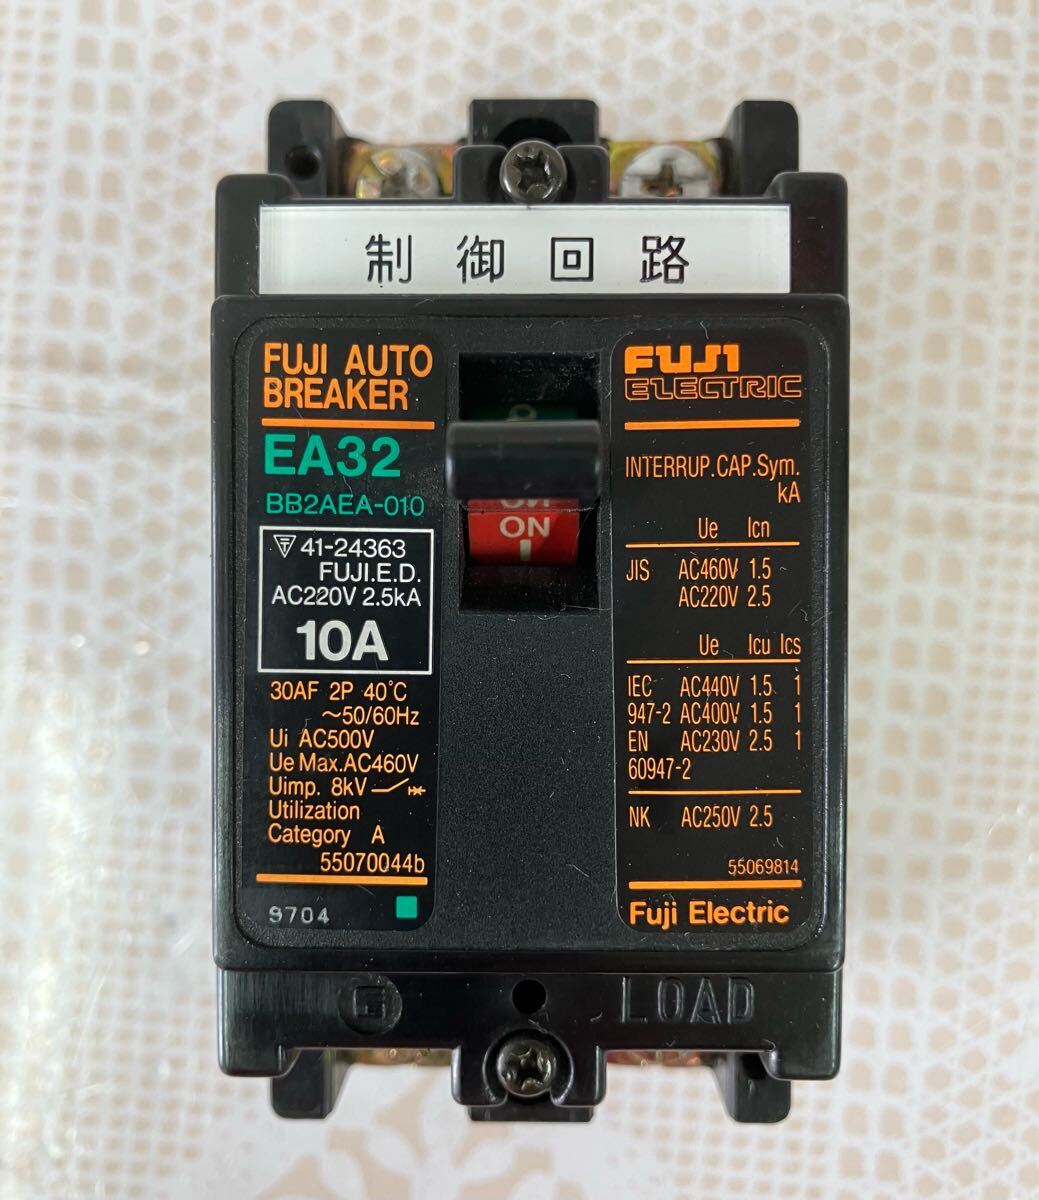 制御回路
FUJI AUTO
BREAKER
EA32
BB2AEA-010
41-24363
FUJI.E.D.
AC220V 2.5kA
10A
30AF 2P 40°C
~50/60Hz
Ui AC500V
Ue Max.AC460V
Uimp. 8kV
Utilization
Category A
55070044b
9704
ON
ON
I
FUJI
ELECTRIC
INTERRUP.CAP.Sym.
kA
Ue Icn
JIS AC460V 1.5
AC220V 2.5
Ue Icu Ics
IEC AC440V 1.5 1
947-2 AC400V 1.5 1
EN AC230V 2.5 1
60947-2
NK AC250V 2.5
55069814
Fuji Electric
LOAD